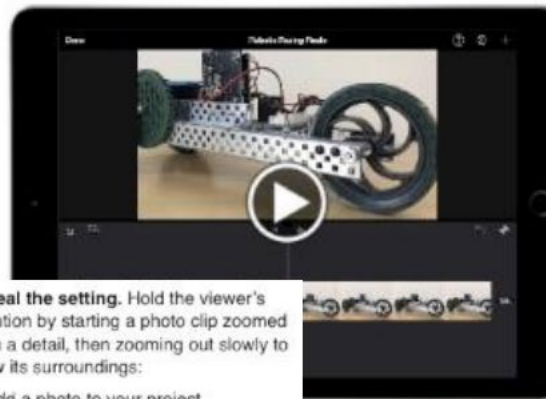 Done
Robotic Racing Finals
eal the setting. Hold the viewer's
ntion by starting a photo clip zoomed
a detail, then zooming out slowly to
w its surroundings:
dd a photo to your project